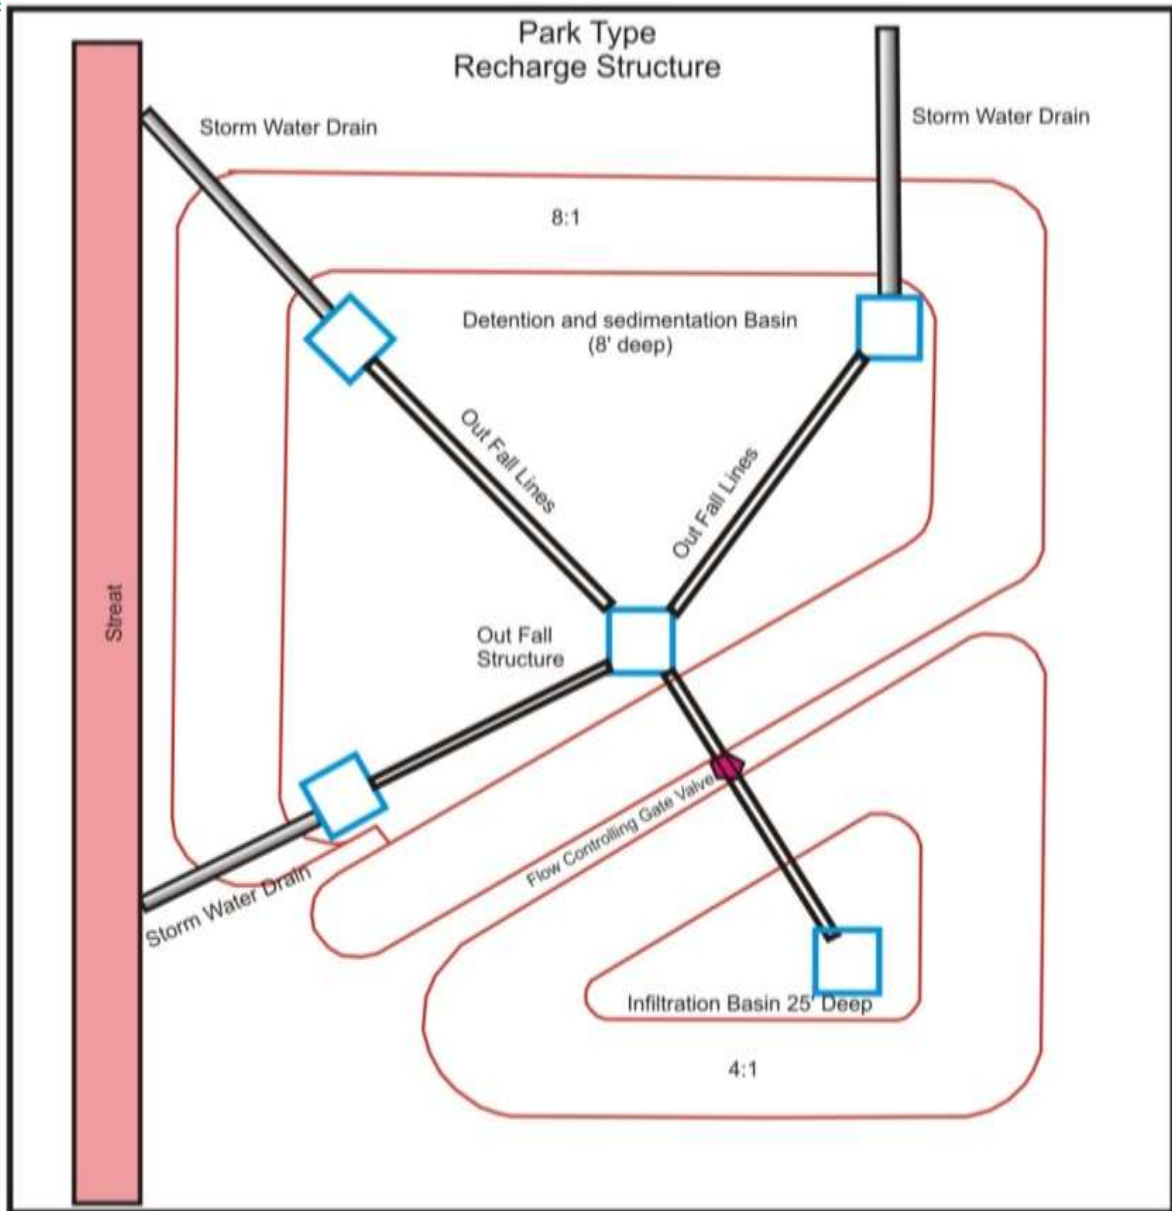 Park Type
Recharge Structure
Storm Water Drain
Storm Water Drain
8:1
Detention and sedimentation Basin
(8' deep)
Out Fall Lines
Out Fall Lines
Streat
Out Fall
Structure
Flow Controlling Gate Valve
Storm Water Drain
Infiltration Basin 25' Deep
4:1